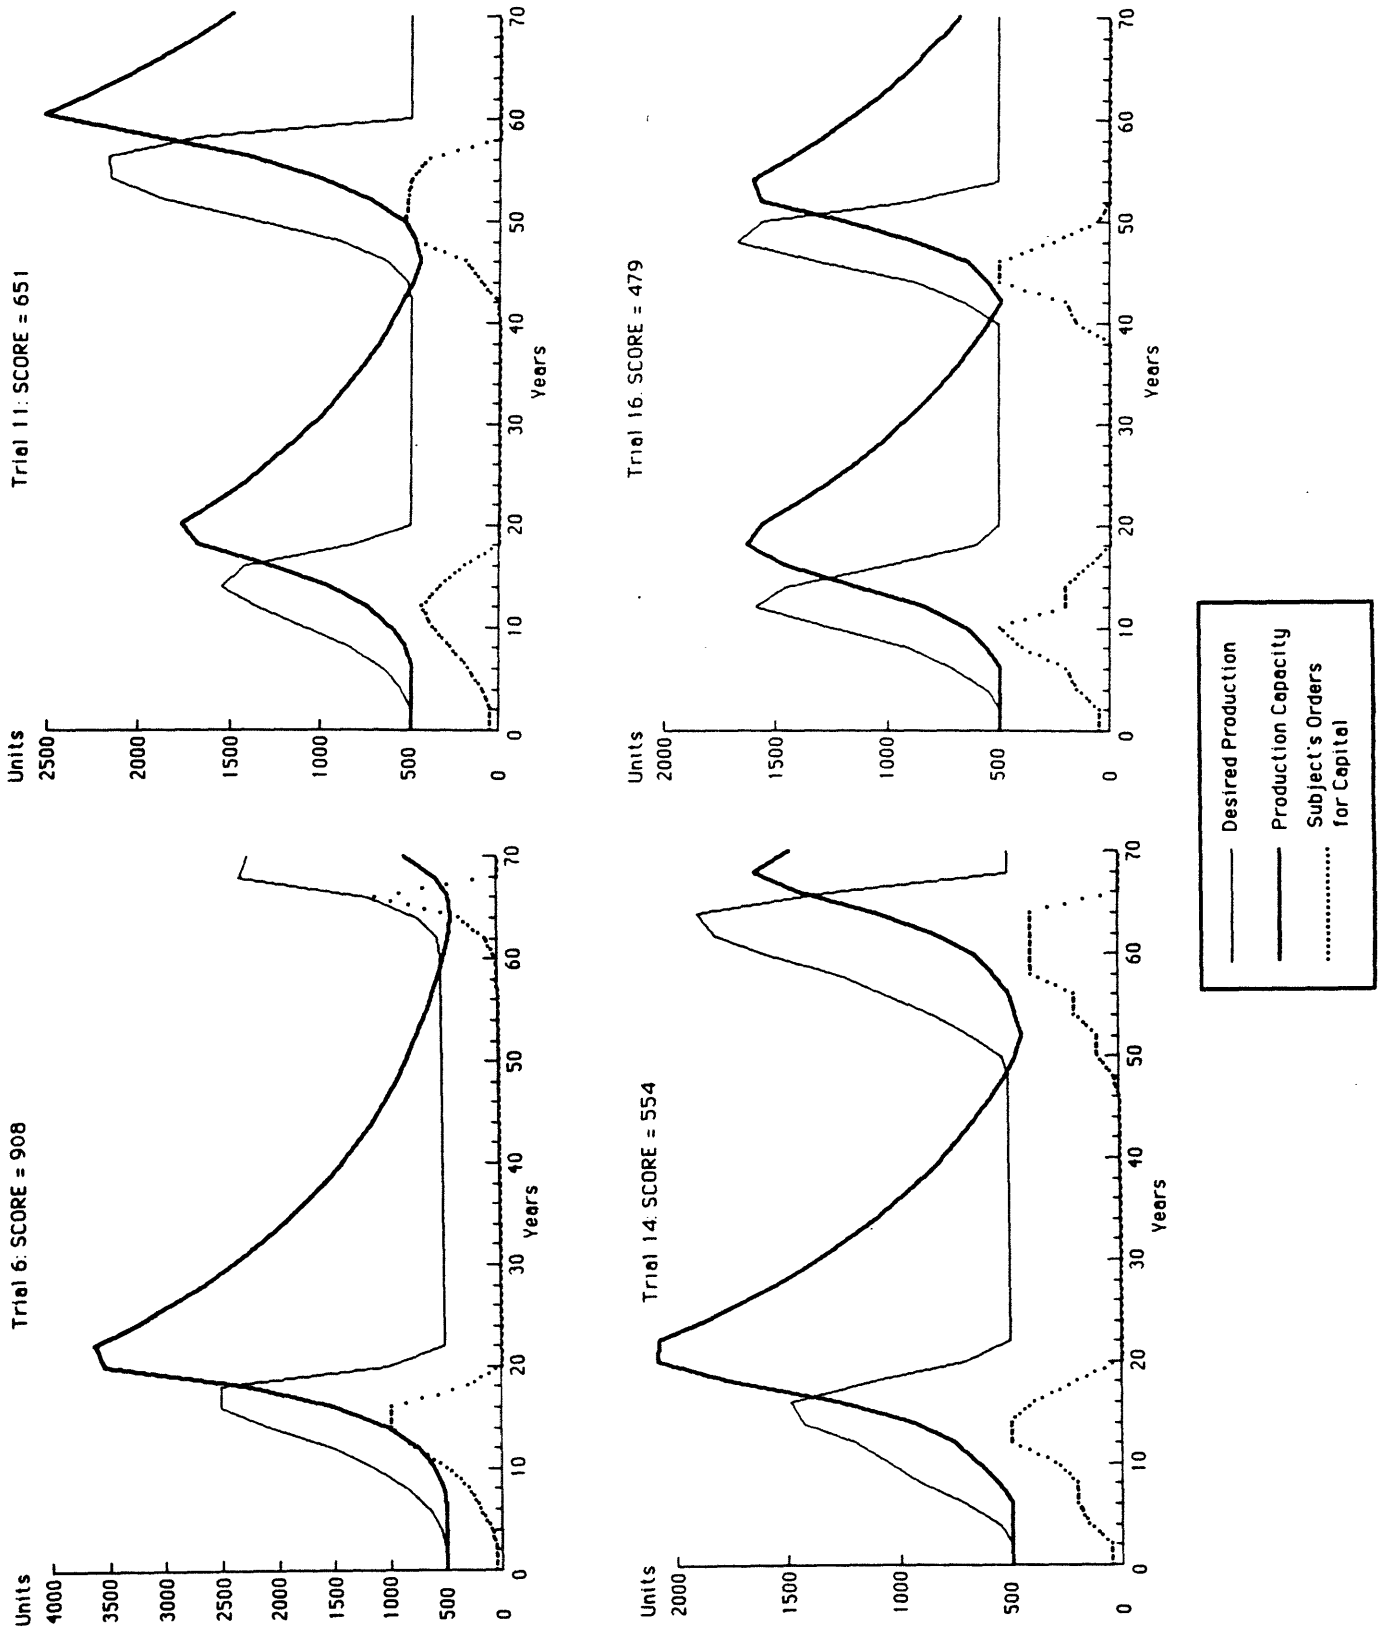 Trial 6: SCORE = 908
Units
4000
3500
3000
2500
2000
1500
1000
500
0
0 10 20 30 40 50 60 70
Years
Trial 11: SCORE = 651
Units
2500
2000
1500
1000
500
0
0 10 20 30 40 50 60 70
Years
Trial 14: SCORE = 554
Units
2000
1500
1000
500
0
0 10 20 30 40 50 60 70
Years
Trial 16: SCORE = 479
Units
2000
1500
1000
500
0
0 10 20 30 40 50 60 70
Years
Desired Production
Production Capacity
Subject's Orders
for Capital